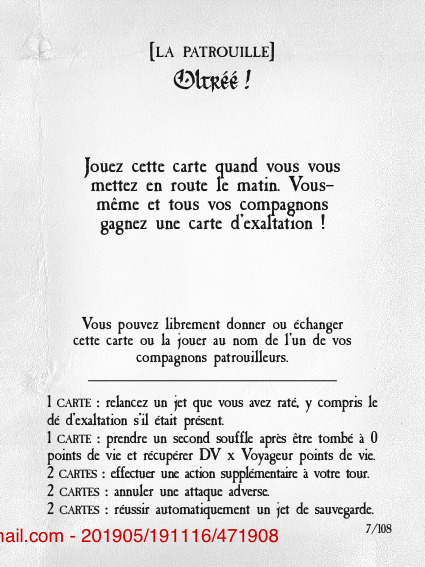 [LA PATROUILLE]
Oltréé !
Jouez cette carte quand vous vous
mettez en route le matin. Vous-
même et tous vos compagnons
gagnez une carte d'exaltation !
Vous pouvez librement donner ou échanger
cette carte ou la jouer au nom de l'un de vos
compagnons patrouilleurs.
1 CARTE : relancez un jet que vous avez raté, y compris le
dé d'exaltation s'il était présent.
1 CARTE : prendre un second souffle après être tombé à 0
points de vie et récupérer DV x Voyageur points de vie.
2 CARTES : effectuer une action supplémentaire à votre tour.
2 CARTES : annuler une attaque adverse.
2 CARTES : réussir automatiquement un jet de sauvegarde.
7/108
nail.com - 201905/191116/471908